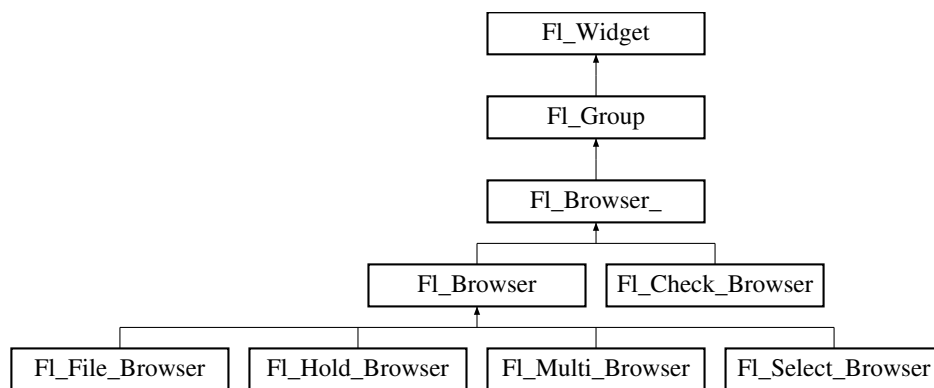 Fl_Widget
Fl_Group
Fl_Browser_
Fl_Browser
Fl_Check_Browser
Fl_File_Browser
Fl_Hold_Browser
Fl_Multi_Browser
Fl_Select_Browser